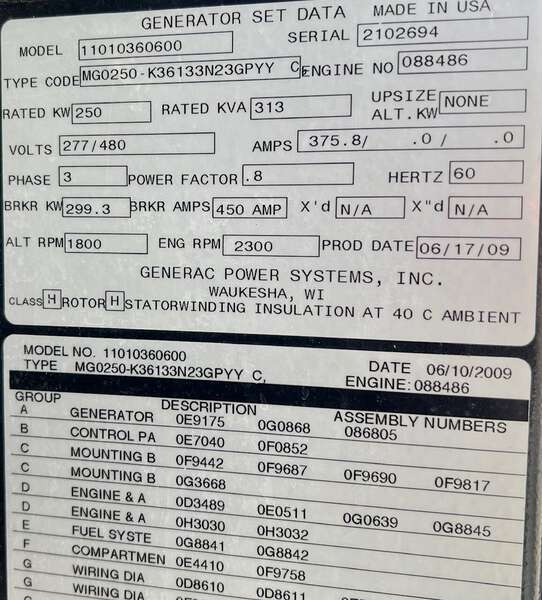 GENERATOR SET DATA MADE IN USA
MODEL 11010360600 SERIAL 2102694
TYPE CODE MG0250-K36133N23GPYY C, ENGINE NO 088486
RATED KW 250 RATED KVA 313 UPSIZE ALT.KW NONE
VOLTS 277/480 AMPS 375.8/ .0 / .0
PHASE 3 POWER FACTOR .8 HERTZ 60
BRKR KW 299.3 BRKR AMPS 450 AMP X'd N/A X"d N/A
ALT RPM 1800 ENG RPM 2300 PROD DATE 06/17/09
GENERAC POWER SYSTEMS, INC.
WAUKESHA, WI
CLASS H ROTOR H STATORWINDING INSULATION AT 40 C AMBIENT
MODEL NO. 11010360600 DATE 06/10/2009
TYPE MG0250-K36133N23GPYY C, ENGINE: 088486
GROUP DESCRIPTION ASSEMBLY NUMBERS
A GENERATOR 0E9175 0G0868 086805
B CONTROL PA 0E7040 0F0852
C MOUNTING B 0F9442 0F9687 0F9690 0F9817
C MOUNTING B 0G3668
D ENGINE & A 0D3489 0E0511 0G0639 0G8845
D ENGINE & A 0H3030 0H3032
E FUEL SYSTE 0G8841 0G8842
F COMPARTMEN 0E4410 0F9758
G WIRING DIA 0D8610 0D8611
G WIRING DIA